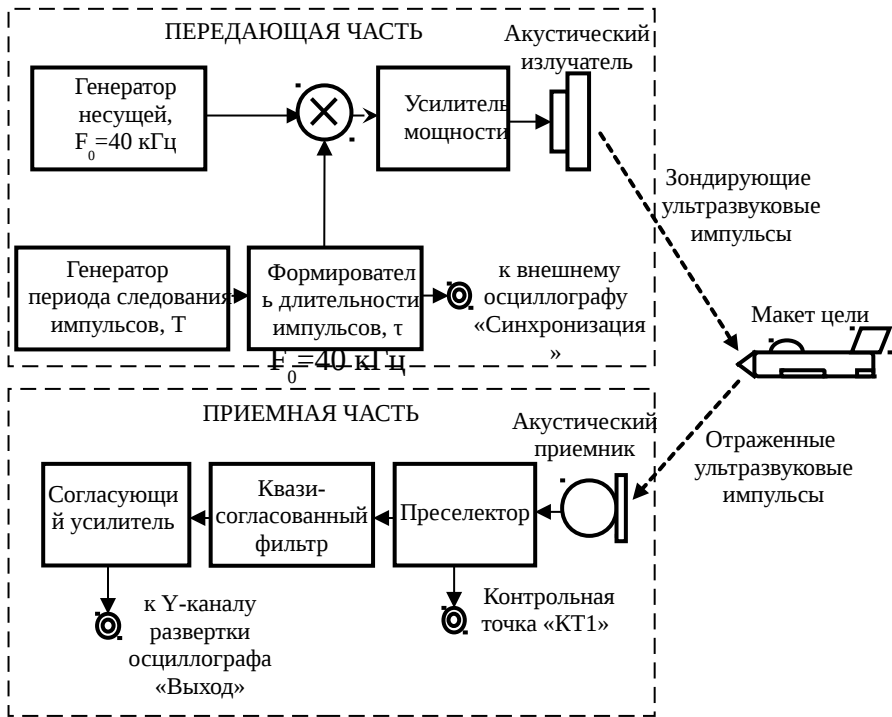 ПЕРЕДАЮЩАЯ ЧАСТЬ
Акустический
излучатель
Генератор
несущей,
F0=40 кГц
Усилитель
мощности
Зондирующие
ультразвуковые
импульсы
Генератор
периода следования
импульсов, Т
Формировател
ь длительности
импульсов, τ
к внешнему
осциллографу
«Синхронизация
»
F0=40 кГц
Макет цели
ПРИЕМНАЯ ЧАСТЬ
Акустический
приемник
Отраженные
ультразвуковые
импульсы
Согласующи
й усилитель
Квази-
согласованный
фильтр
Преселектор
к Y-каналу
развертки
осциллографа
«Выход»
Контрольная
точка «КТ1»